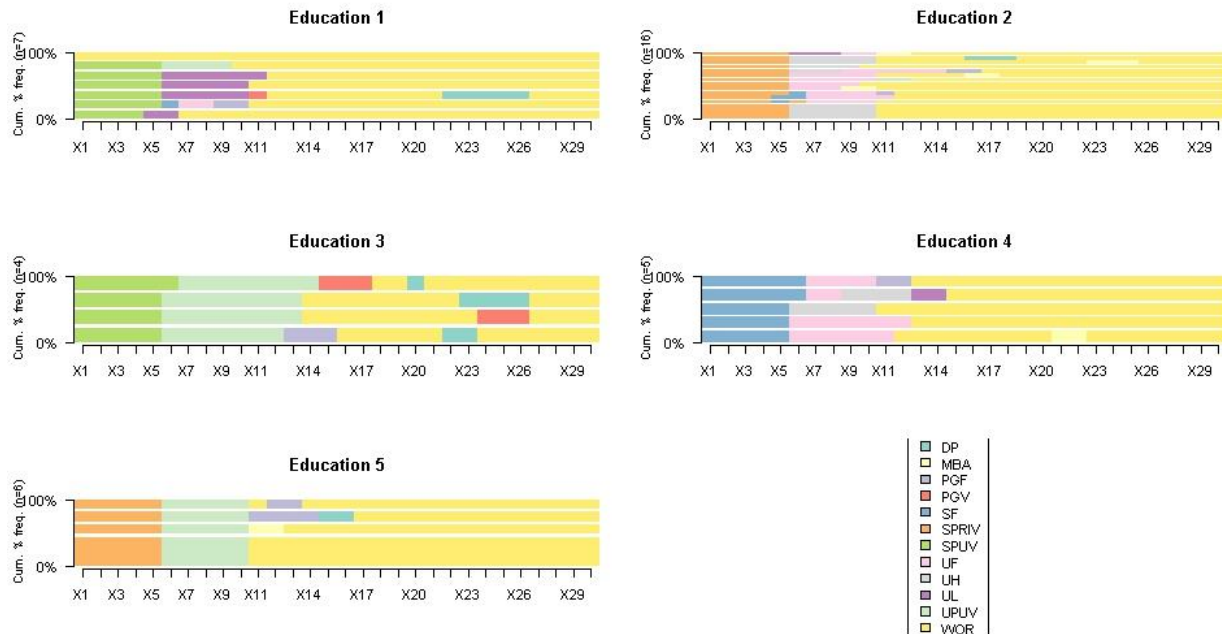 Education 1
Cum. % freq. (n=7)
100%
0%
X1 X3 X5 X7 X9 X11 X14 X17 X20 X23 X26 X29
Education 2
Cum. % freq. (n=16)
100%
0%
X1 X3 X5 X7 X9 X11 X14 X17 X20 X23 X26 X29
Education 3
Cum. % freq. (n=4)
100%
0%
X1 X3 X5 X7 X9 X11 X14 X17 X20 X23 X26 X29
Education 4
Cum. % freq. (n=5)
100%
0%
X1 X3 X5 X7 X9 X11 X14 X17 X20 X23 X26 X29
Education 5
Cum. % freq. (n=6)
100%
0%
X1 X3 X5 X7 X9 X11 X14 X17 X20 X23 X26 X29
DP
MBA
PGF
PGV
SF
SPRIV
SPUV
UF
UH
UL
UPUV
WOR